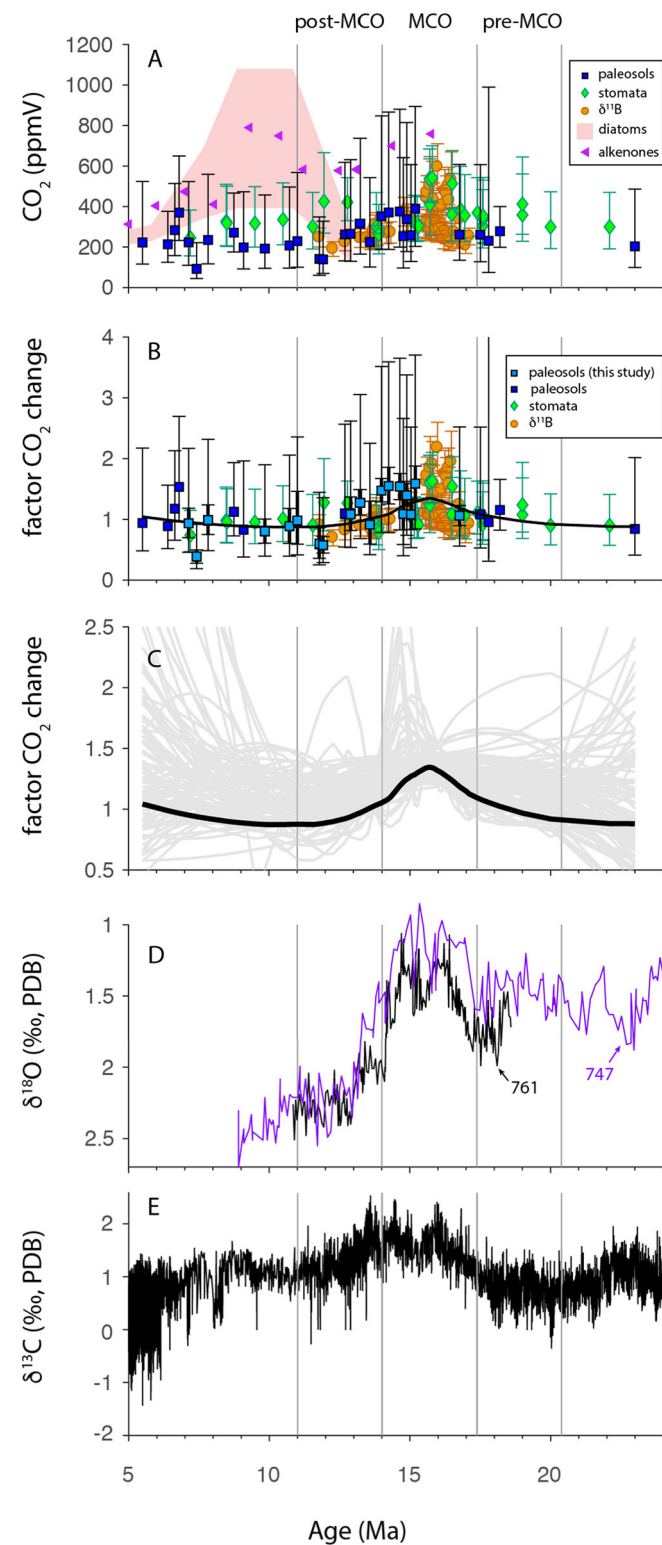 post-MCO MCO pre-MCO
A
CO₂ (ppmV)
1200
1000
800
600
400
200
0
paleosols
stomata
δ¹¹B
diatoms
alkenones
B
factor CO₂ change
4
3
2
1
0
paleosols (this study)
paleosols
stomata
δ¹¹B
C
factor CO₂ change
2.5
2
1.5
1
0.5
D
δ¹⁸O (‰, PDB)
1
1.5
2
2.5
761
747
E
δ¹³C (‰, PDB)
2
1
0
-1
-2
5 10 15 20
Age (Ma)